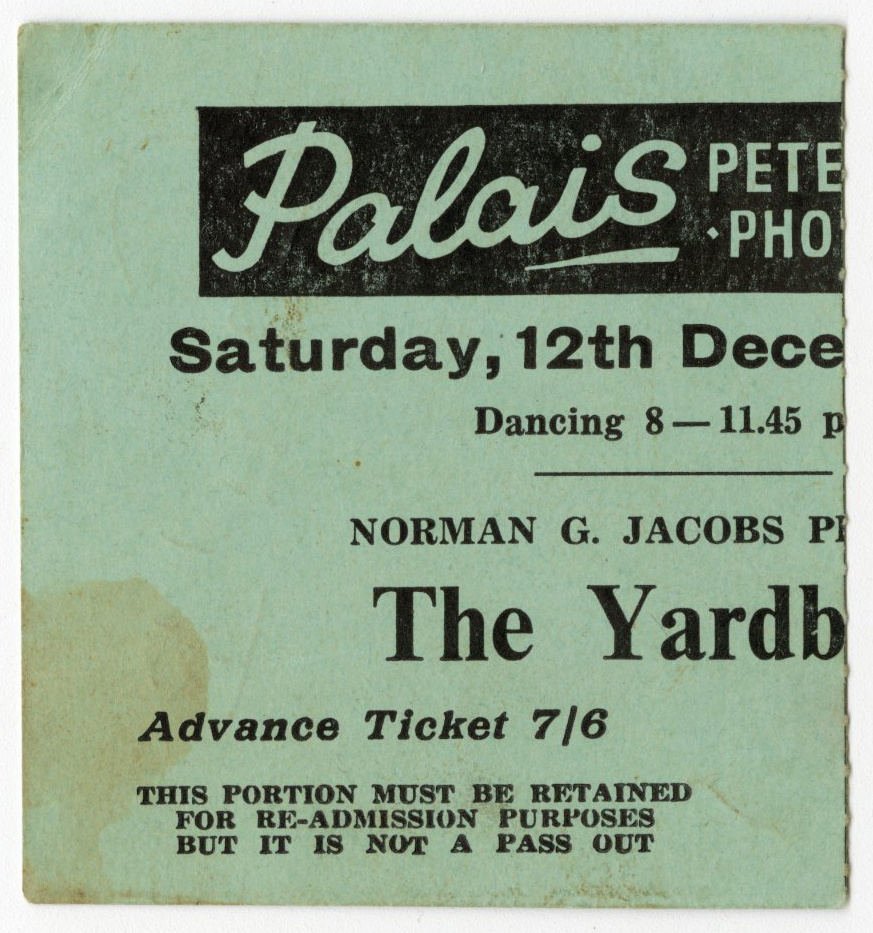 Palais PETE
·PHO
Saturday, 12th Dece
Dancing 8 — 11.45 p
NORMAN G. JACOBS PR
The Yardb
Advance Ticket 7/6
THIS PORTION MUST BE RETAINED
FOR RE-ADMISSION PURPOSES
BUT IT IS NOT A PASS OUT